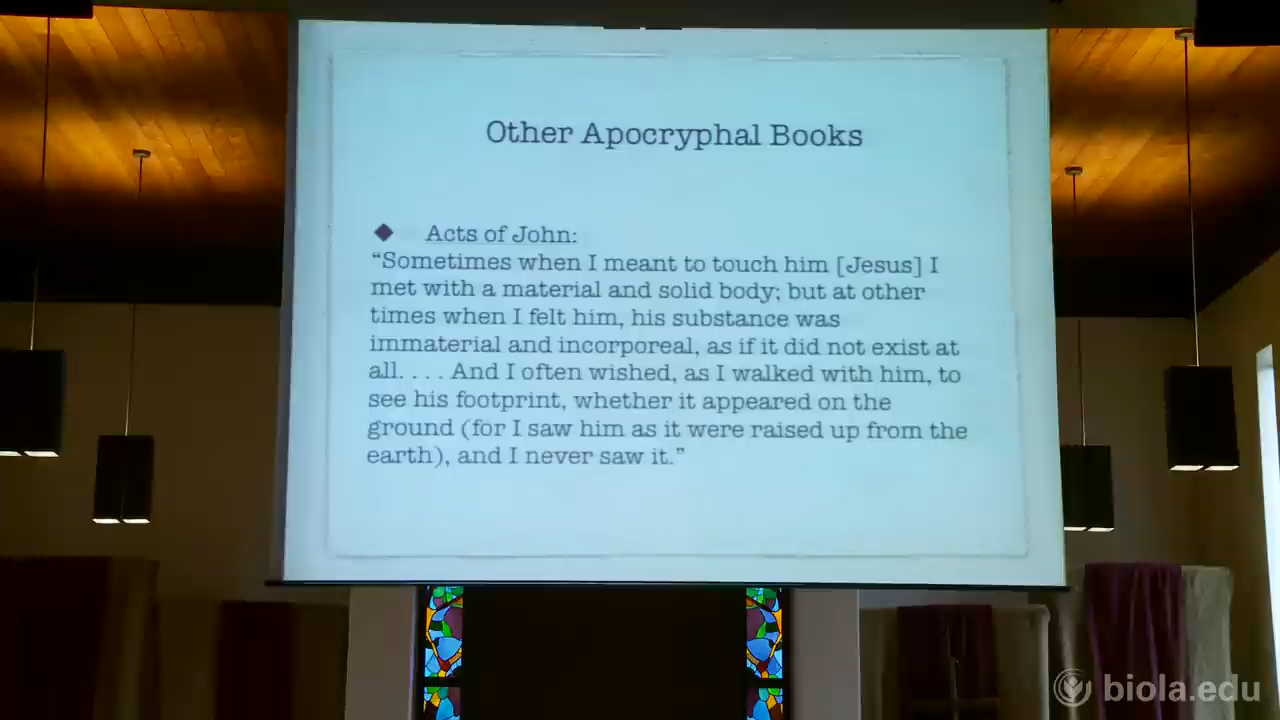 Other Apocryphal Books
Acts of John:
“Sometimes when I meant to touch him [Jesus] I
met with a material and solid body; but at other
times when I felt him, his substance was
immaterial and incorporeal, as if it did not exist at
all. . . . And I often wished, as I walked with him, to
see his footprint, whether it appeared on the
ground (for I saw him as it were raised up from the
earth), and I never saw it.”
biola.edu